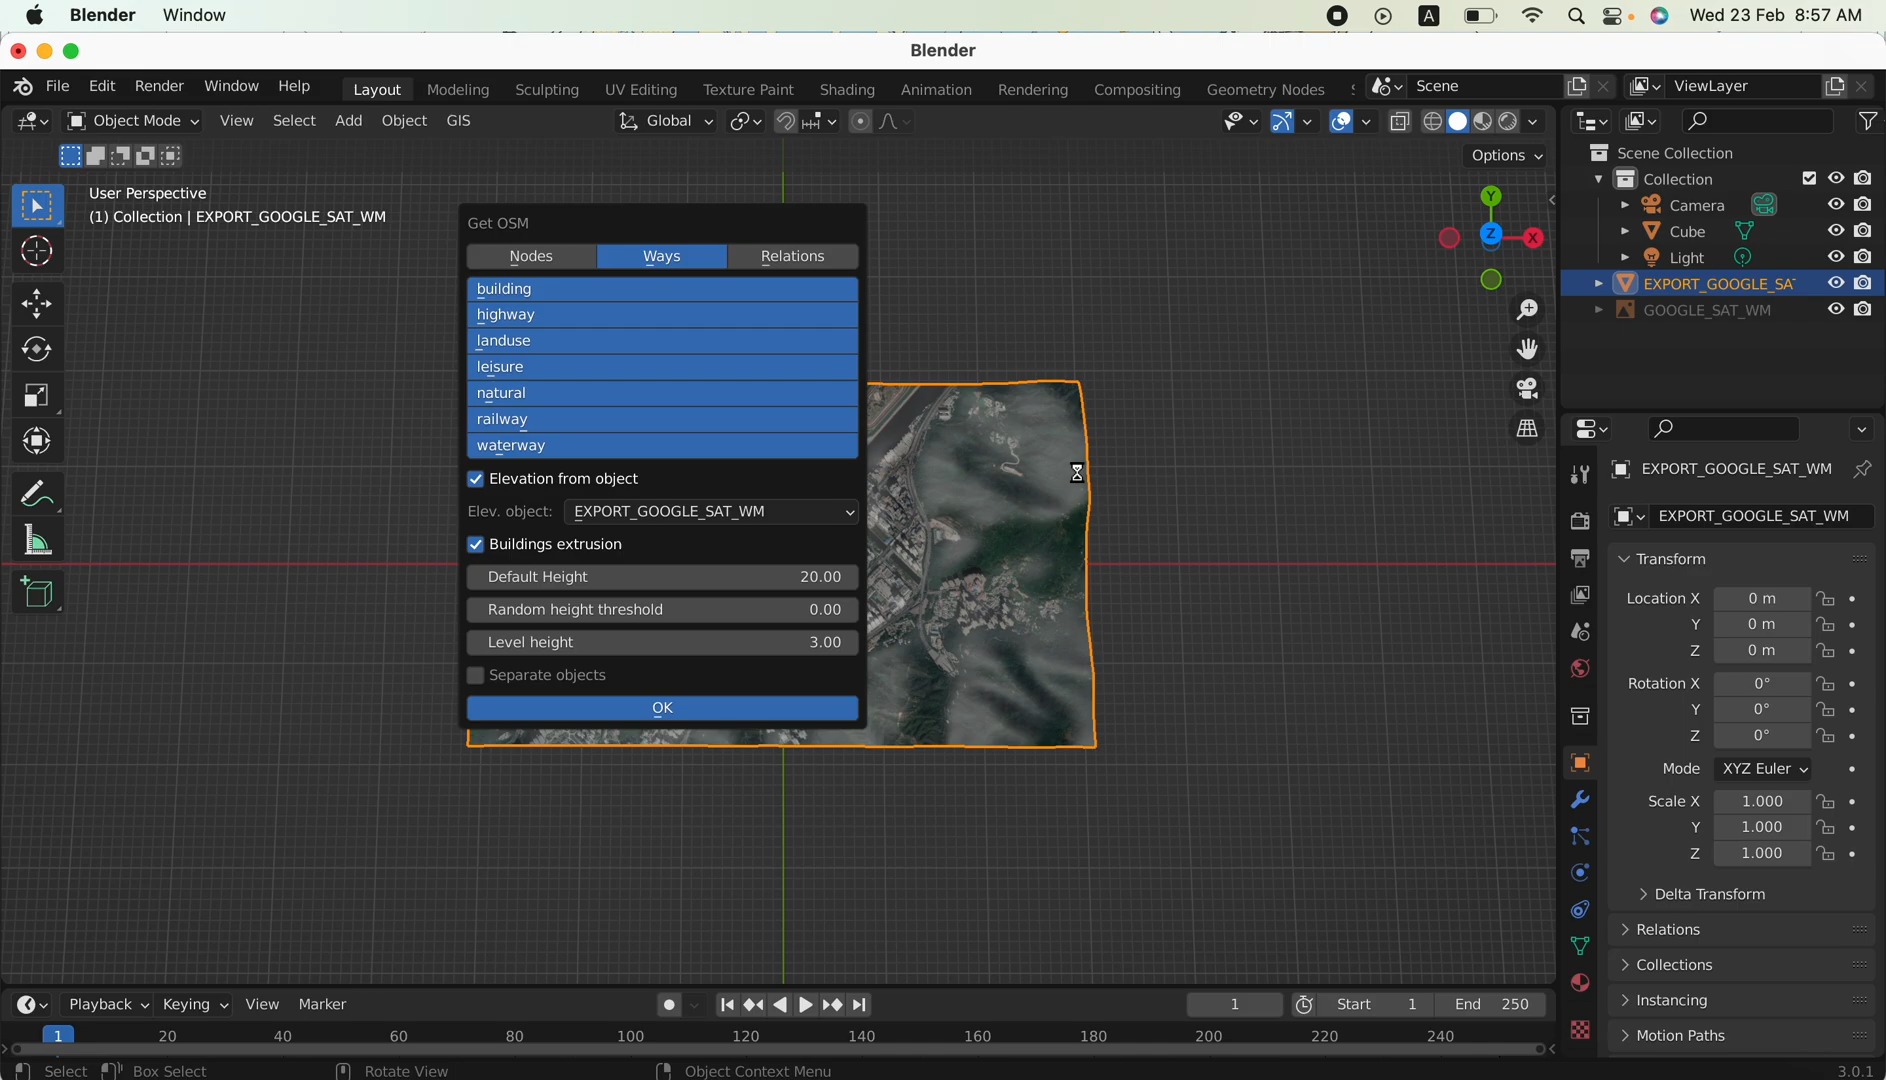 Blender Window A Wed 23 Feb 8:57 AM
Blender
File Edit Render Window Help Layout Modeling Sculpting UV Editing Texture Paint Shading Animation Rendering Compositing Geometry Nodes Scene ViewLayer
Object Mode View Select Add Object GIS Global
Options
User Perspective
(1) Collection | EXPORT_GOOGLE_SAT_WM
Y
Z
X
Get OSM
Nodes Ways Relations
building
highway
landuse
leisure
natural
railway
waterway
Elevation from object
Elev. object: EXPORT_GOOGLE_SAT_WM
Buildings extrusion
Default Height 20.00
Random height threshold 0.00
Level height 3.00
Separate objects
OK
Scene Collection
Collection
Camera
Cube
Light
EXPORT_GOOGLE_SA
GOOGLE_SAT_WM
EXPORT_GOOGLE_SAT_WM
EXPORT_GOOGLE_SAT_WM
Transform
Location X 0 m
Y 0 m
Z 0 m
Rotation X 0°
Y 0°
Z 0°
Mode XYZ Euler
Scale X 1.000
Y 1.000
Z 1.000
Delta Transform
Relations
Collections
Instancing
Motion Paths
Playback Keying View Marker 1 Start 1 End 250
1 20 40 60 80 100 120 140 160 180 200 220 240
Select Box Select Rotate View Object Context Menu 3.0.1